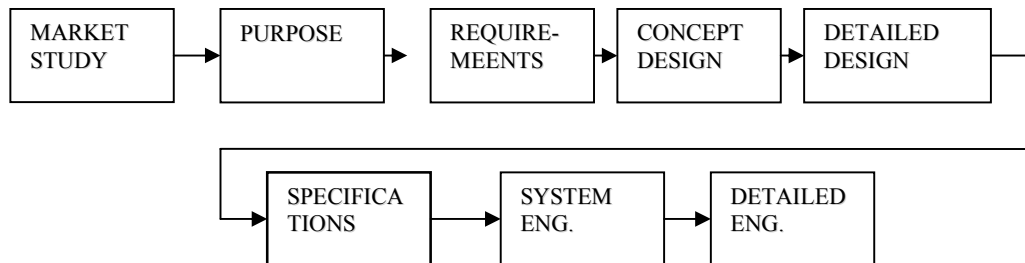 MARKET
STUDY
PURPOSE
REQUIRE-
MEENTS
CONCEPT
DESIGN
DETAILED
DESIGN
SPECIFICA
TIONS
SYSTEM
ENG.
DETAILED
ENG.